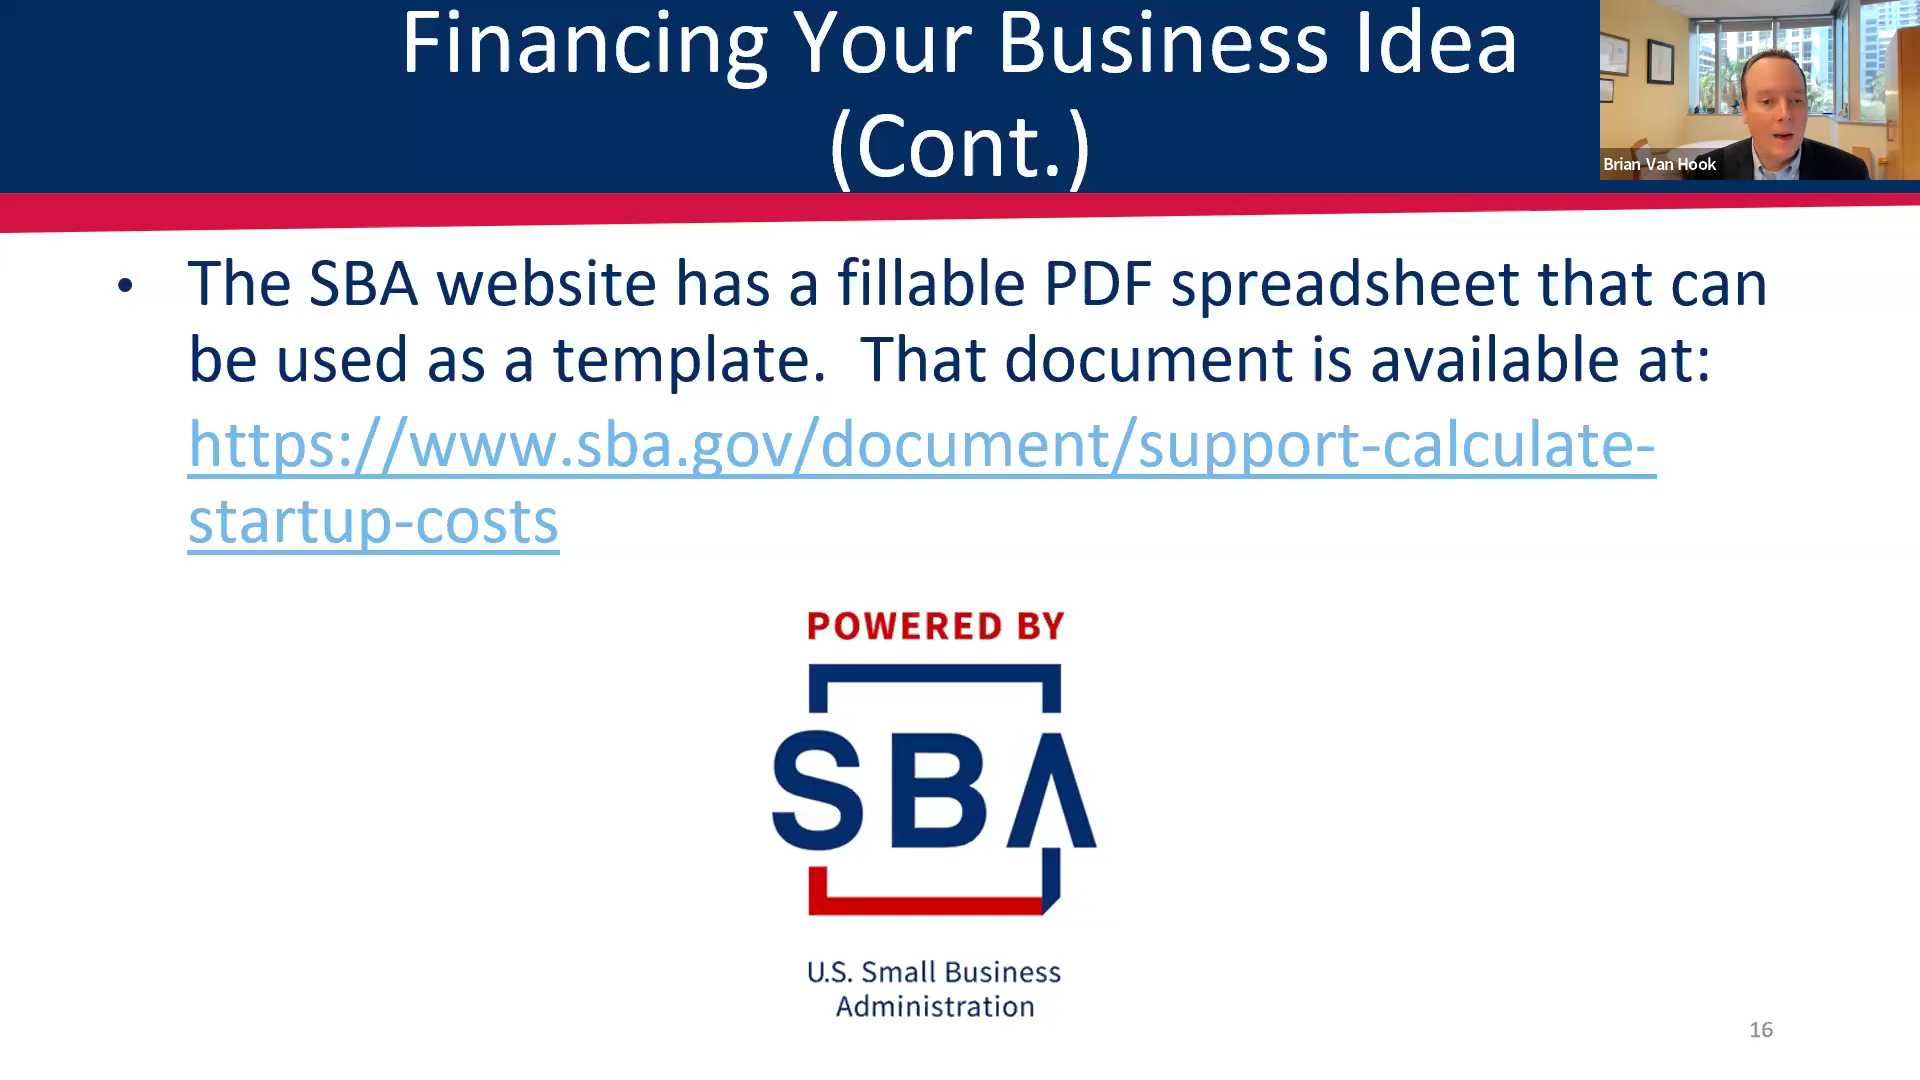 Financing Your Business Idea
(Cont.)
Brian Van Hook
• The SBA website has a fillable PDF spreadsheet that can
be used as a template.  That document is available at:
https://www.sba.gov/document/support-calculate-
startup-costs
POWERED BY
SBA
U.S. Small Business
Administration
16